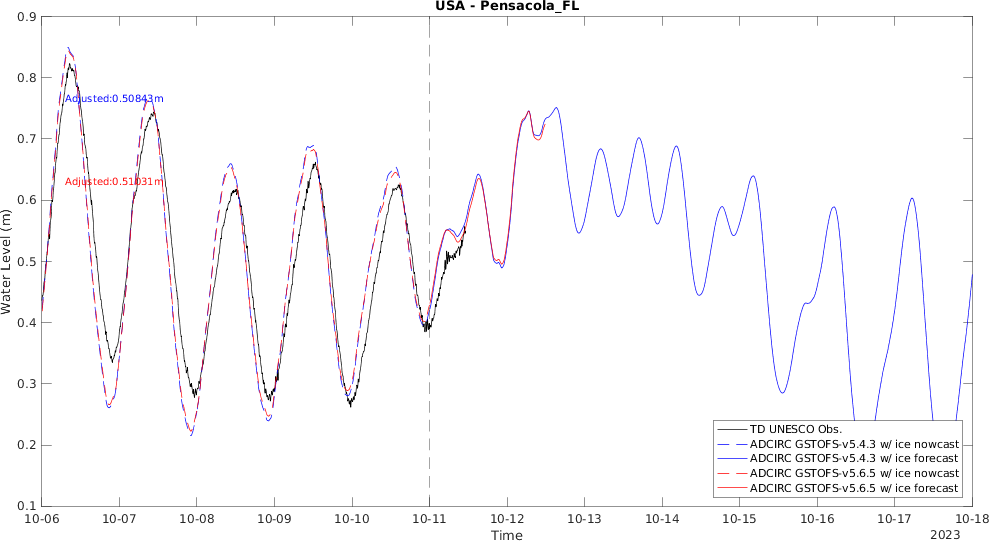 USA - Pensacola_FL
0.9
0.8
0.7
0.6
0.5
0.4
0.3
0.2
0.1
Water Level (m)
Adjusted:0.50843m
Adjusted:0.51031m
TD UNESCO Obs.
ADCIRC GSTOFS-v5.4.3 w/ ice nowcast
ADCIRC GSTOFS-v5.4.3 w/ ice forecast
ADCIRC GSTOFS-v5.6.5 w/ ice nowcast
ADCIRC GSTOFS-v5.6.5 w/ ice forecast
10-06 10-07 10-08 10-09 10-10 10-11 10-12 10-13 10-14 10-15 10-16 10-17 10-18
Time
2023